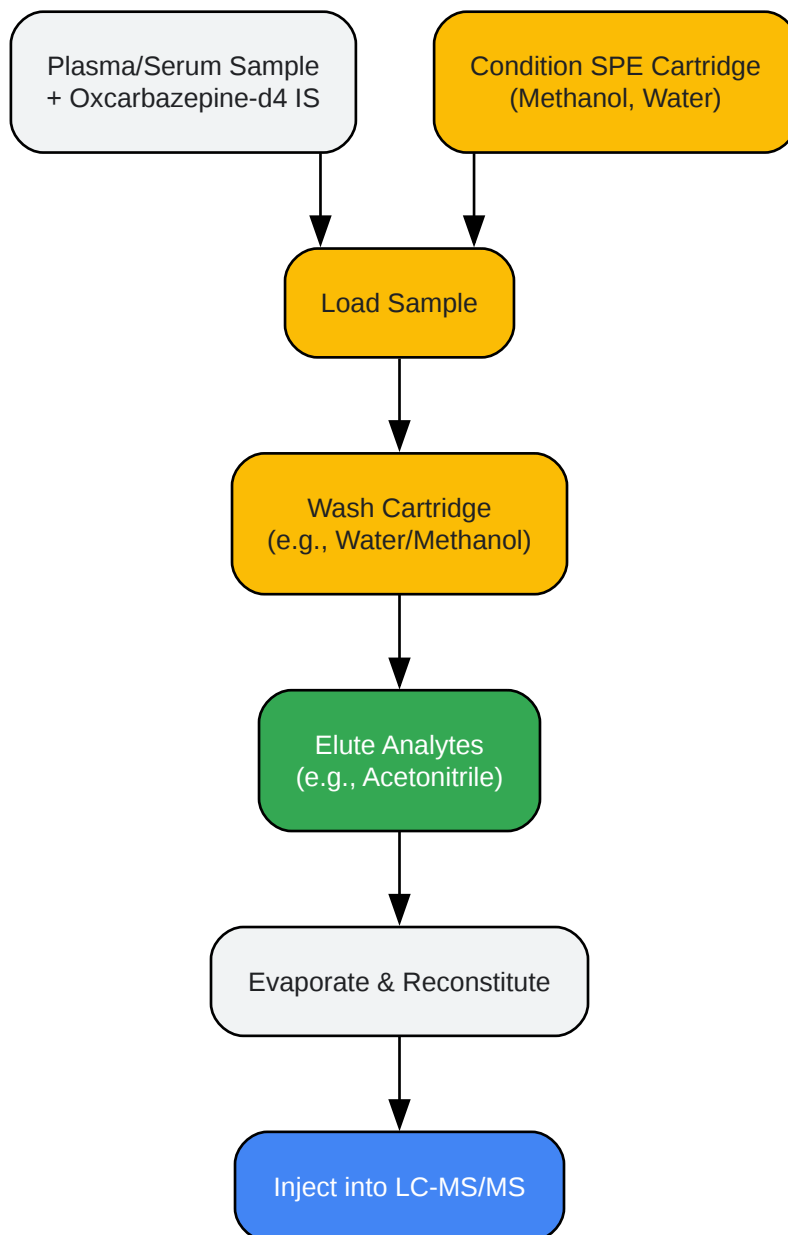 Plasma/Serum Sample
+ Oxcarbazepine-d4 IS
Condition SPE Cartridge
(Methanol, Water)
Load Sample
Wash Cartridge
(e.g., Water/Methanol)
Elute Analytes
(e.g., Acetonitrile)
Evaporate & Reconstitute
Inject into LC-MS/MS